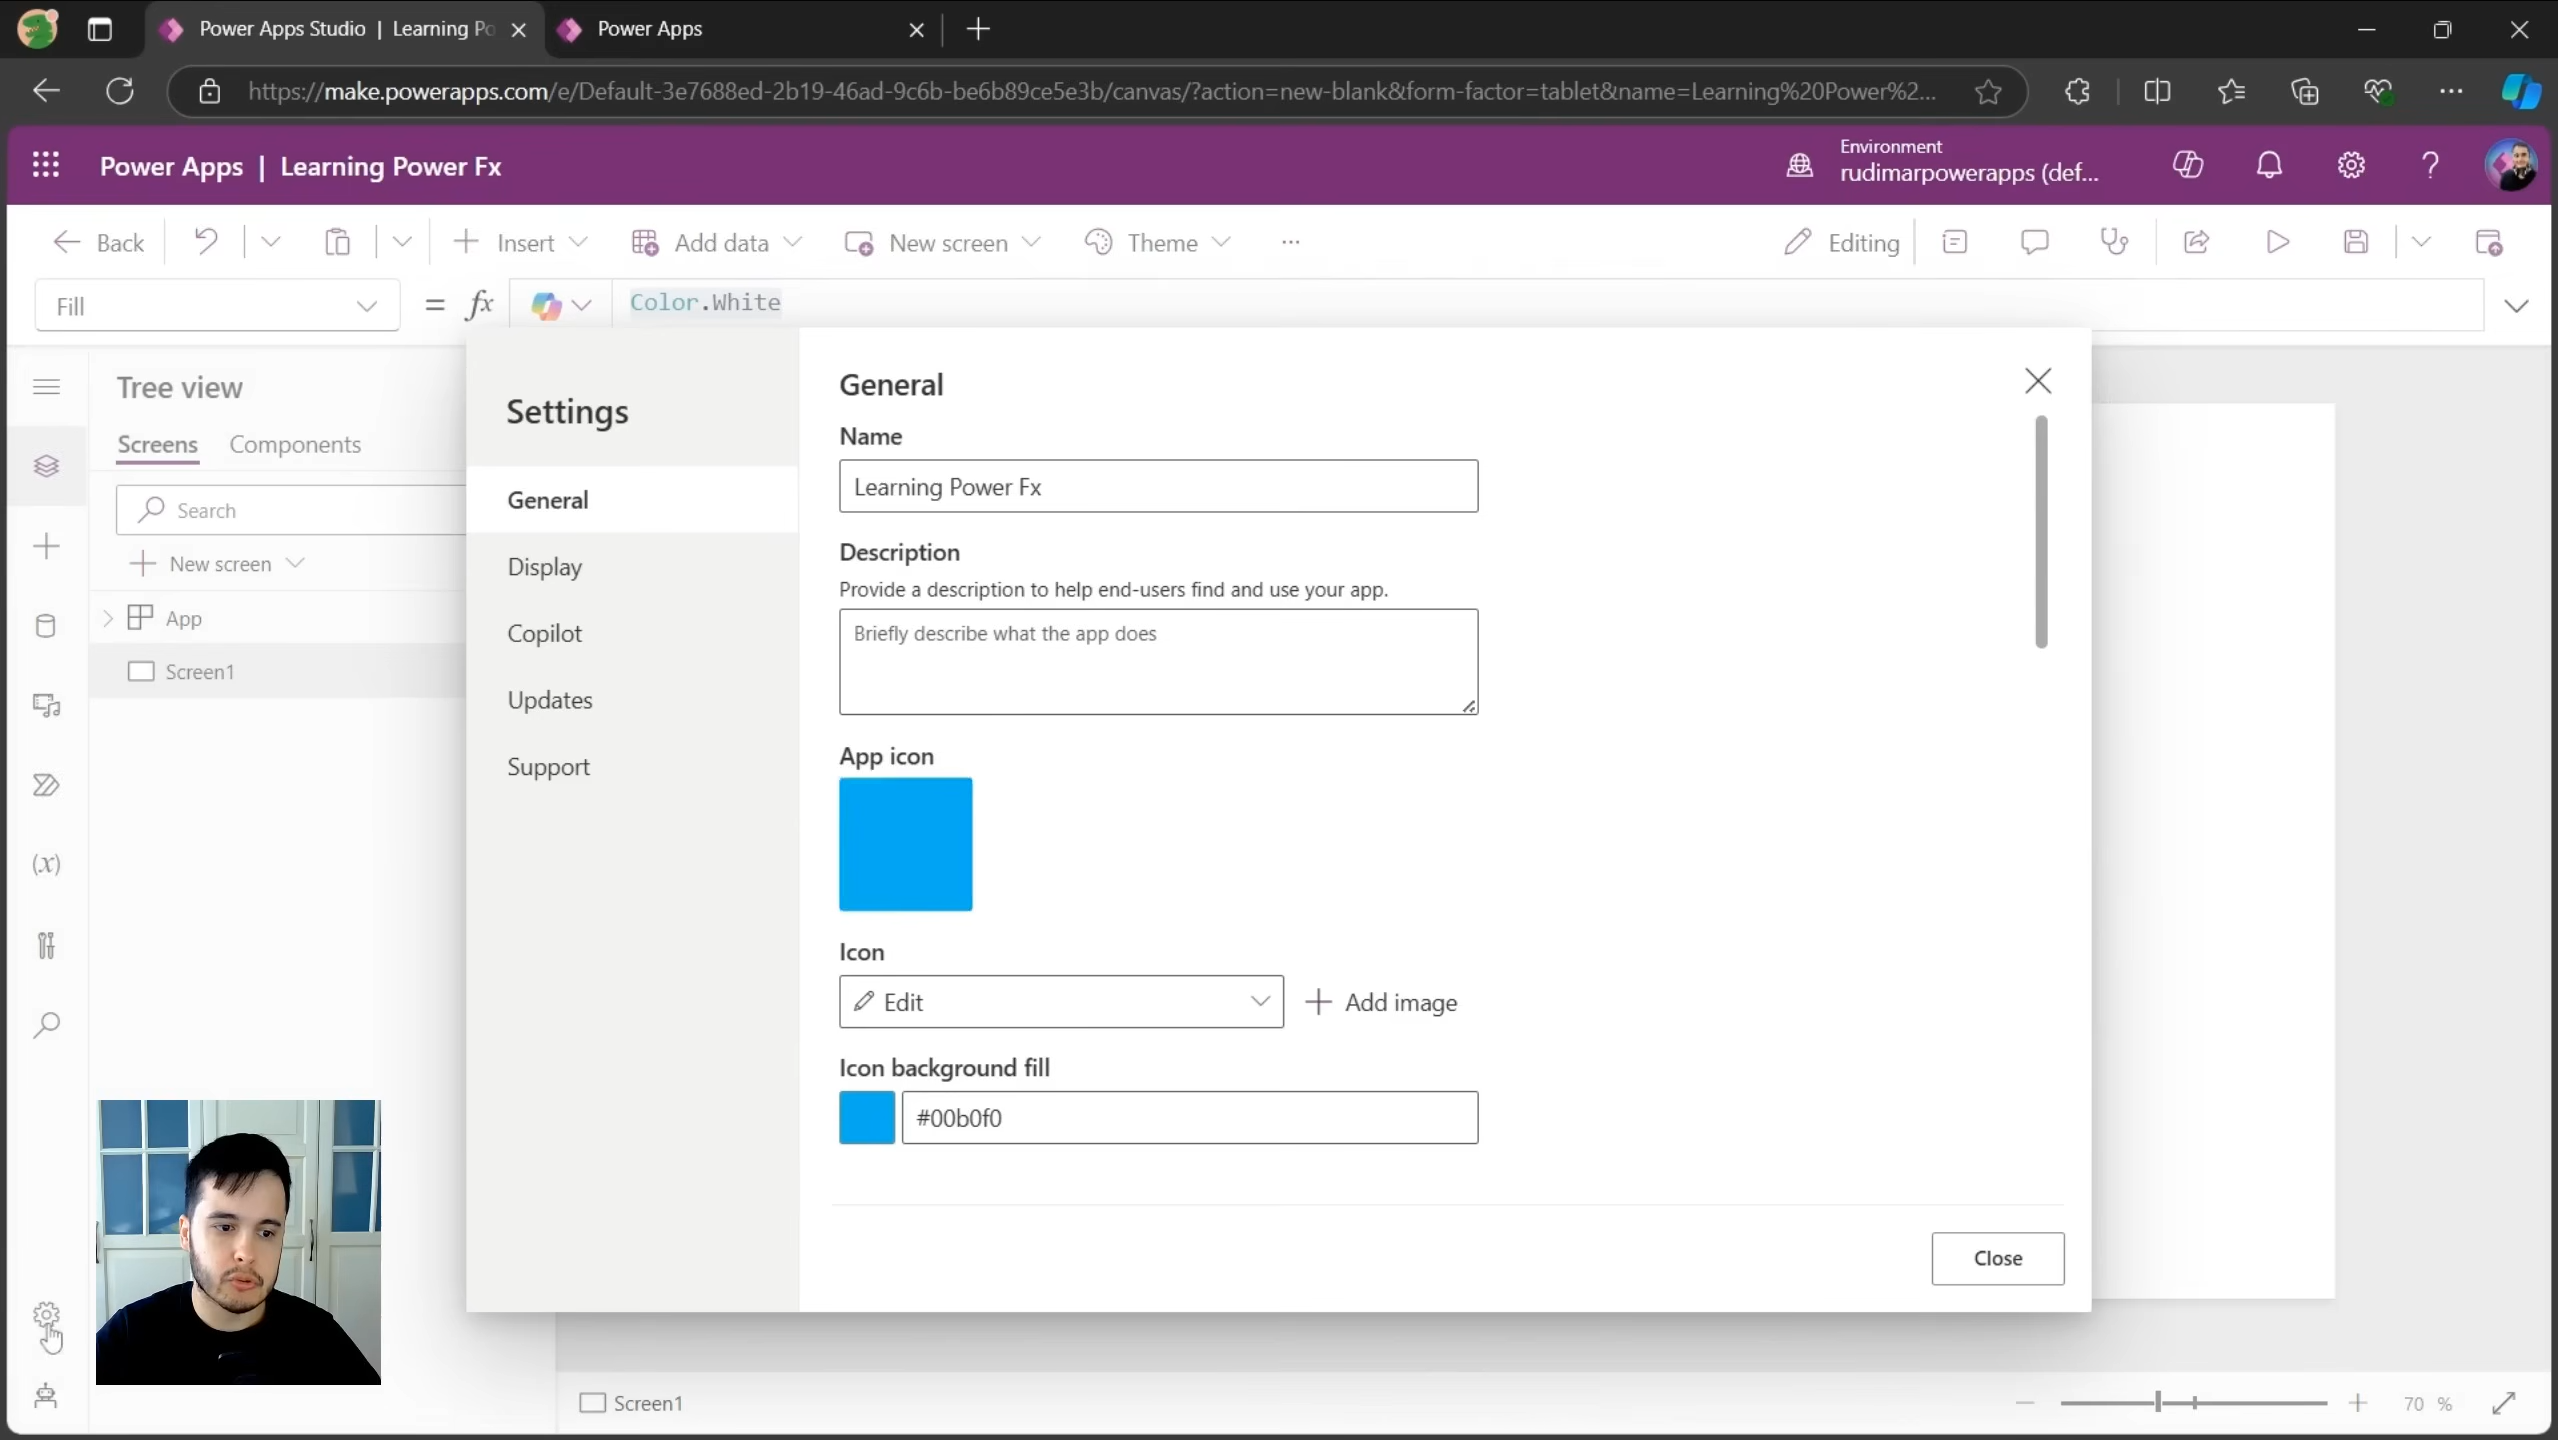 Power Apps Studio | Learning Po
Power Apps
https://make.powerapps.com/e/Default-3e7688ed-2b19-46ad-9c6b-be6b89ce5e3b/canvas/?action=new-blank&form-factor=tablet&name=Learning%20Power%2...
Power Apps | Learning Power Fx
Environment
rudimarpowerapps (def...
Back
Insert
Add data
New screen
Theme
...
Editing
Fill
= fx
Color.White
Tree view
Screens Components
Search
New screen
App
Screen1
Settings
General
Display
Copilot
Updates
Support
General
Name
Learning Power Fx
Description
Provide a description to help end-users find and use your app.
Briefly describe what the app does
App icon
Icon
Edit
Add image
Icon background fill
#00b0f0
Close
(x)
Screen1
70 %